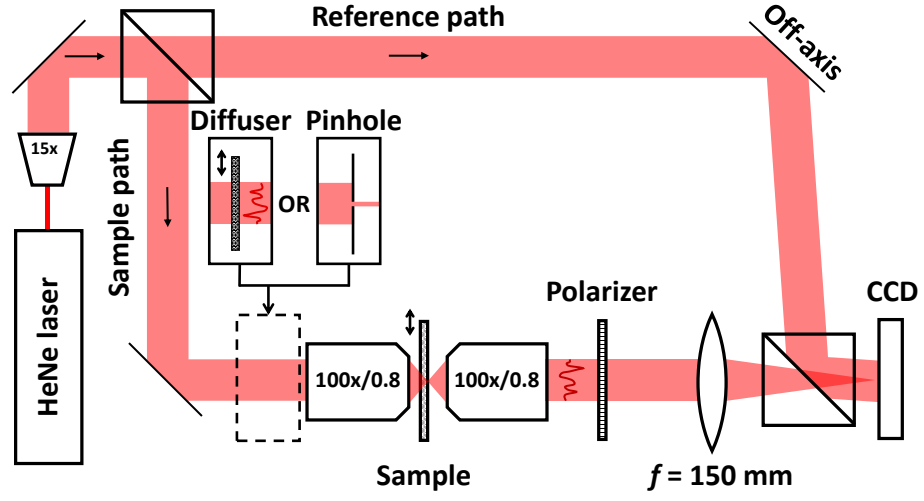 Reference path
Off-axis
15x
Diffuser
Pinhole
OR
Sample path
HeNe laser
Polarizer
CCD
100x/0.8
100x/0.8
Sample
f = 150 mm